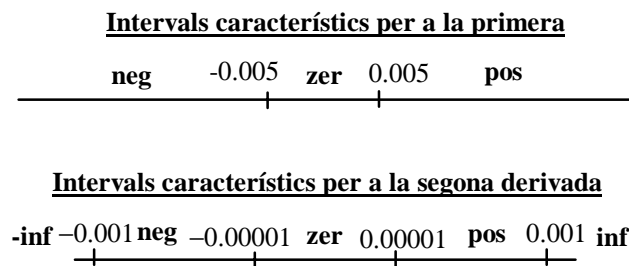 Intervals característics per a la primera
neg -0.005 zer 0.005 pos
Intervals característics per a la segona derivada
-inf –0.001 neg –0.00001 zer 0.00001 pos 0.001 inf